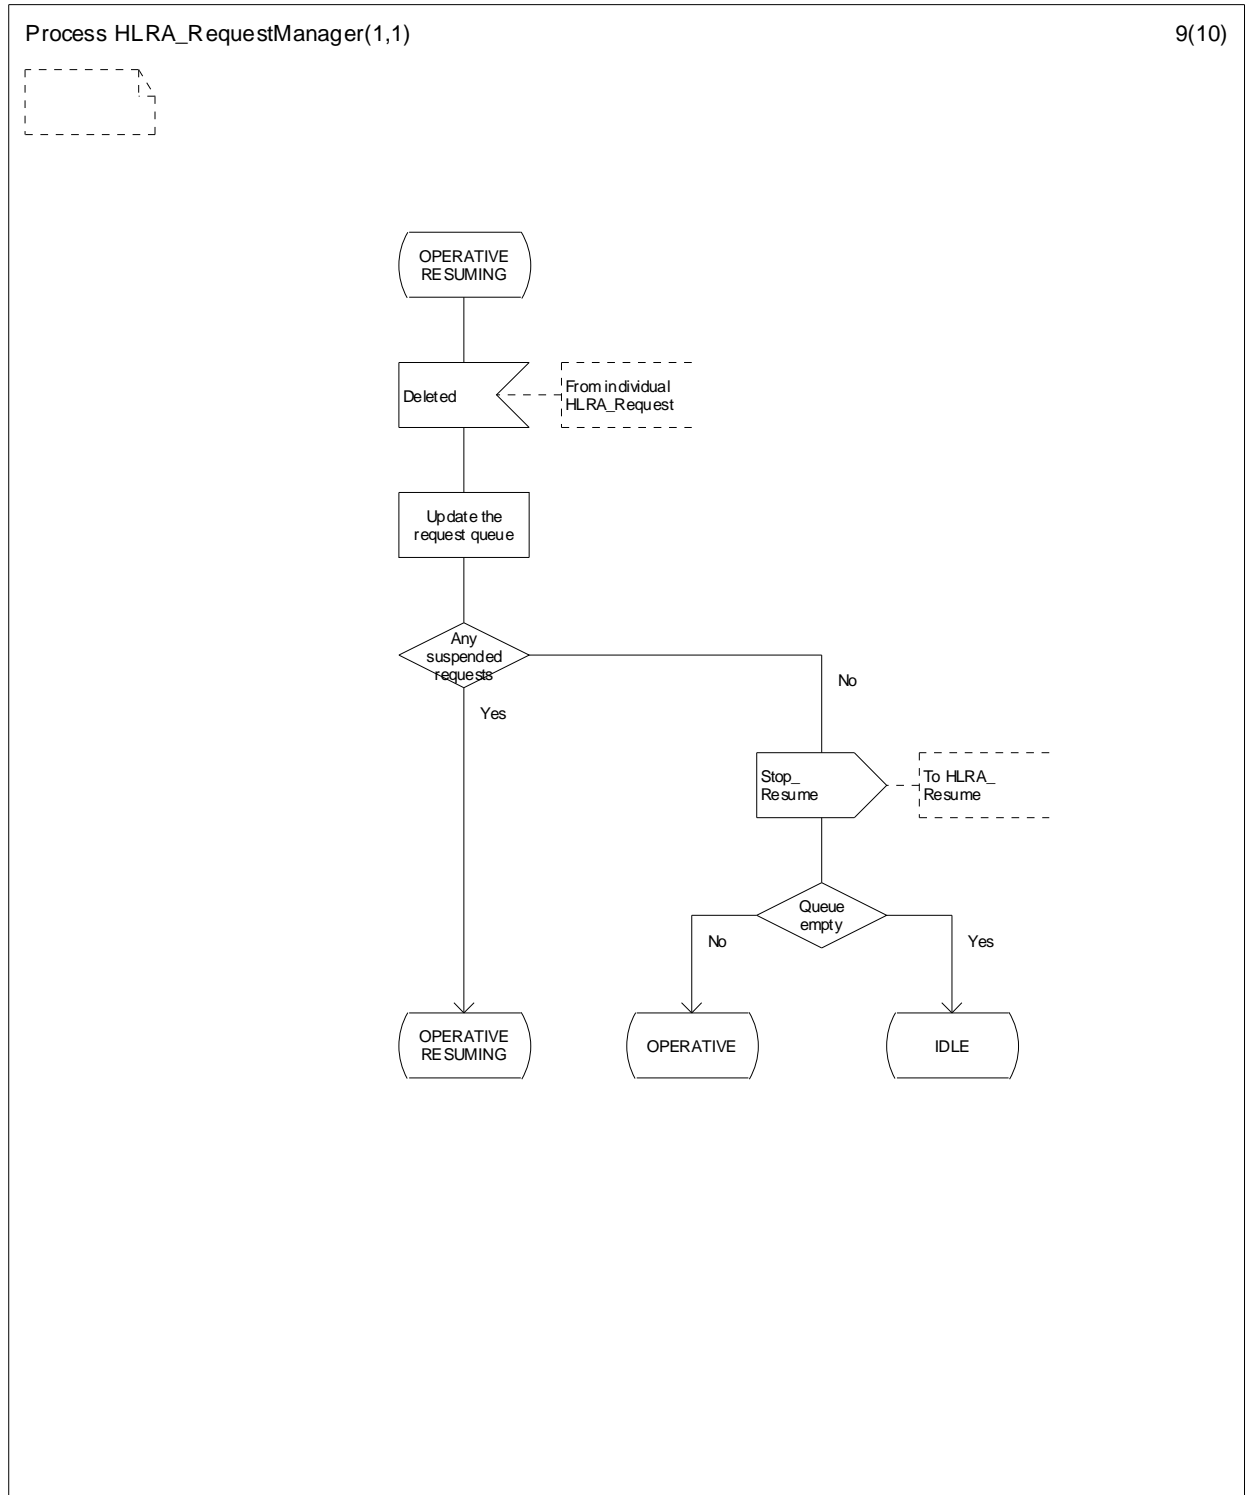 Process HLRA_RequestManager(1,1)
9(10)
OPERATIVE
RESUMING
Deleted
From individual
HLRA_Request
Update the
request queue
Any
suspended
requests
No
Yes
Stop_
Resume
To HLRA_
Resume
Queue
empty
No
Yes
OPERATIVE
RESUMING
OPERATIVE
IDLE